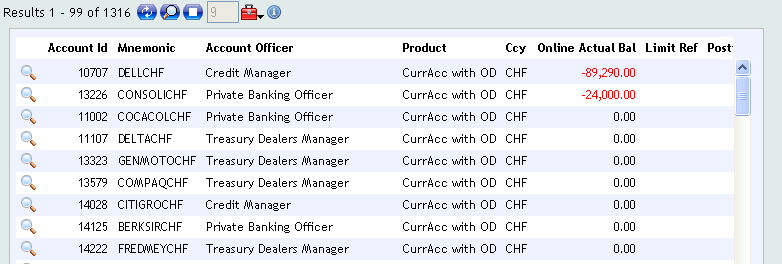 Results 1 - 99 of 1316 9
Account Id Mnemonic Account Officer Product Ccy Online Actual Bal Limit Ref Post
10707 DELLCHF Credit Manager CurrAcc with OD CHF -89,290.00
13226 CONSOLICHF Private Banking Officer CurrAcc with OD CHF -24,000.00
11002 COCACOLCHF Private Banking Officer CurrAcc with OD CHF 0.00
11107 DELTACHF Treasury Dealers Manager CurrAcc with OD CHF 0.00
13323 GENMOTOCHF Treasury Dealers Manager CurrAcc with OD CHF 0.00
13579 COMPAQCHF Treasury Dealers Manager CurrAcc with OD CHF 0.00
14028 CITIGROCHF Credit Manager CurrAcc with OD CHF 0.00
14125 BERKSIRCHF Private Banking Officer CurrAcc with OD CHF 0.00
14222 FREDMEYCHF Treasury Dealers Manager CurrAcc with OD CHF 0.00